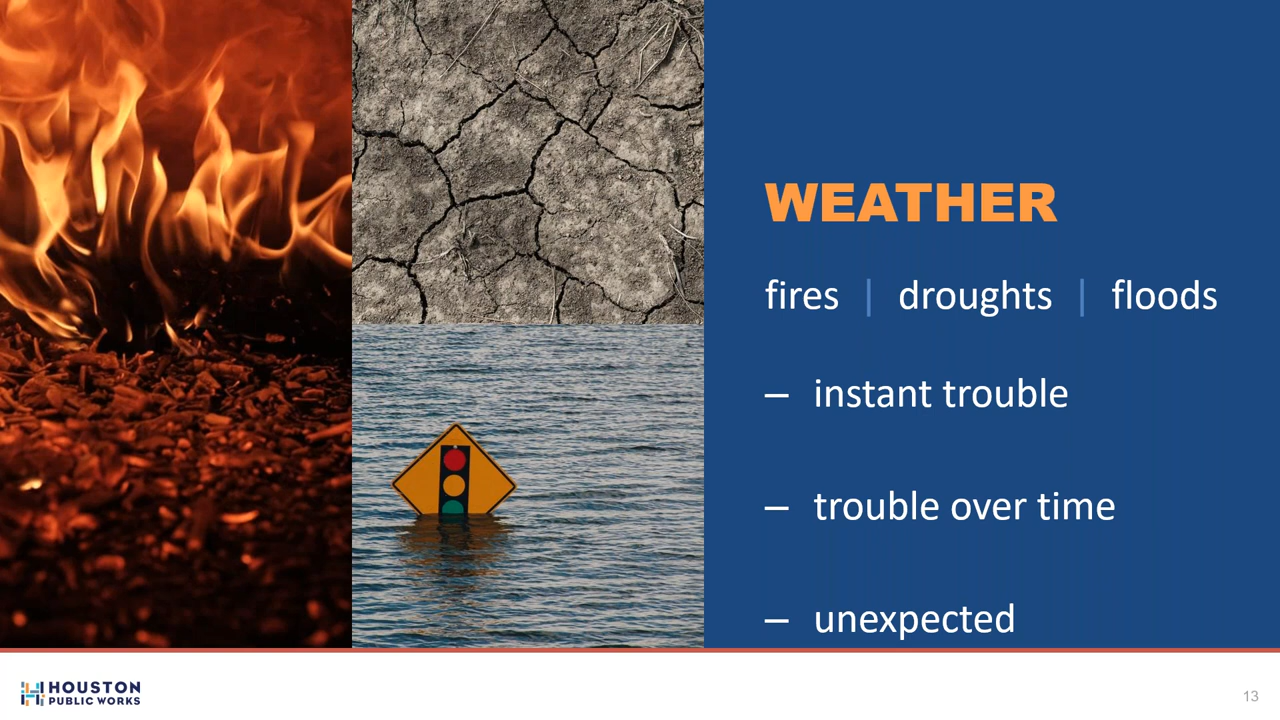 WEATHER
fires | droughts | floods
– instant trouble
– trouble over time
– unexpected
HOUSTON
PUBLIC WORKS
13